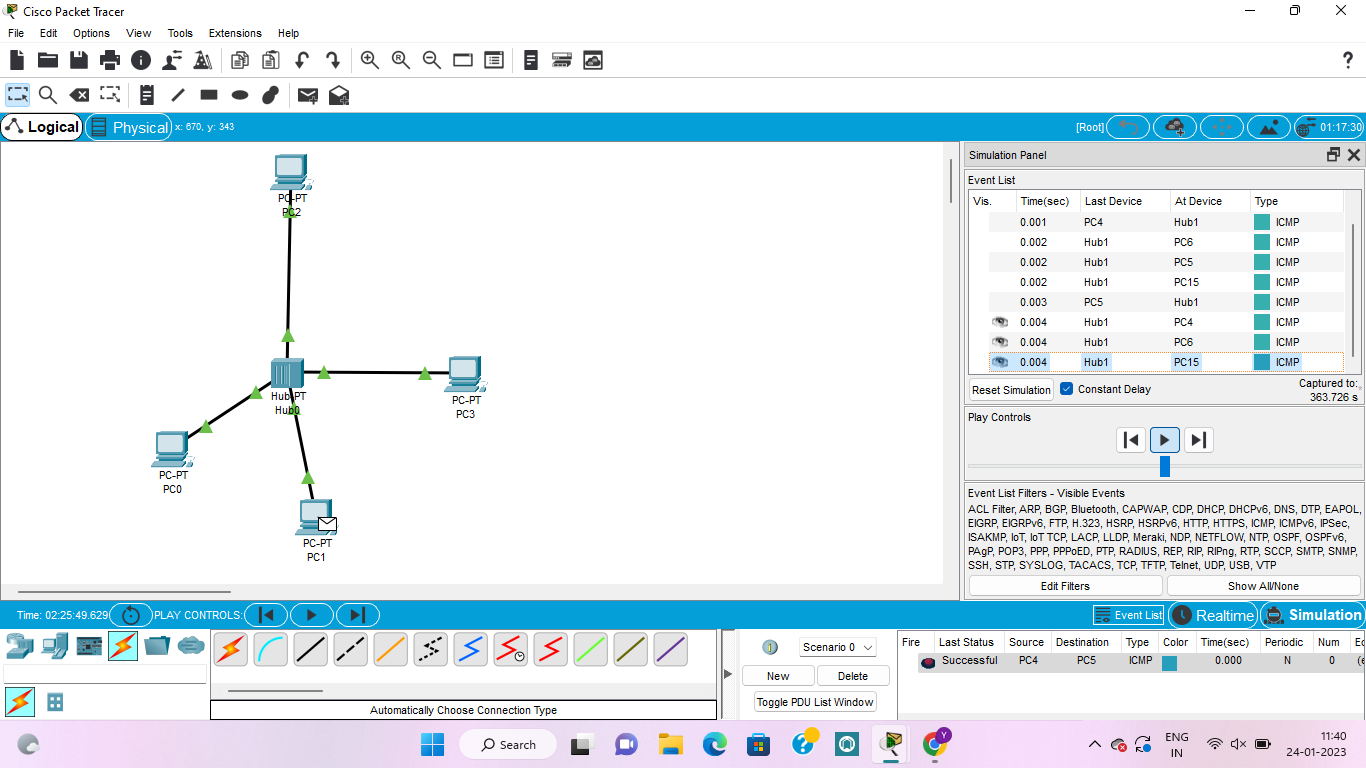 Cisco Packet Tracer
File Edit Options View Tools Extensions Help
Logical Physical x: 670, y: 343 [Root] 01:17:30
PC-PT
PC2
Hub-PT
Hub0
PC-PT
PC3
PC-PT
PC0
PC-PT
PC1
Simulation Panel
Event List
Vis. Time(sec) Last Device At Device Type
0.001 PC4 Hub1 ICMP
0.002 Hub1 PC6 ICMP
0.002 Hub1 PC5 ICMP
0.002 Hub1 PC15 ICMP
0.003 PC5 Hub1 ICMP
0.004 Hub1 PC4 ICMP
0.004 Hub1 PC6 ICMP
0.004 Hub1 PC15 ICMP
Reset Simulation Constant Delay Captured to:
363.726 s
Play Controls
Event List Filters - Visible Events
ACL Filter, ARP, BGP, Bluetooth, CAPWAP, CDP, DHCP, DHCPv6, DNS, DTP, EAPOL,
EIGRP, EIGRPv6, FTP, H.323, HSRP, HSRPv6, HTTP, HTTPS, ICMP, ICMPv6, IPSec,
ISAKMP, IoT, IoT TCP, LACP, LLDP, Meraki, NDP, NETFLOW, NTP, OSPF, OSPFv6,
PAgP, POP3, PPP, PPPoED, PTP, RADIUS, REP, RIP, RIPng, RTP, SCCP, SMTP, SNMP,
SSH, STP, SYSLOG, TACACS, TCP, TFTP, Telnet, UDP, USB, VTP
Edit Filters Show All/None
Time: 02:25:49.629 PLAY CONTROLS: Event List Realtime Simulation
Automatically Choose Connection Type
Scenario 0
New Delete
Toggle PDU List Window
Fire Last Status Source Destination Type Color Time(sec) Periodic Num
Successful PC4 PC5 ICMP 0.000 N 0
Search
ENG
IN
11:40
24-01-2023